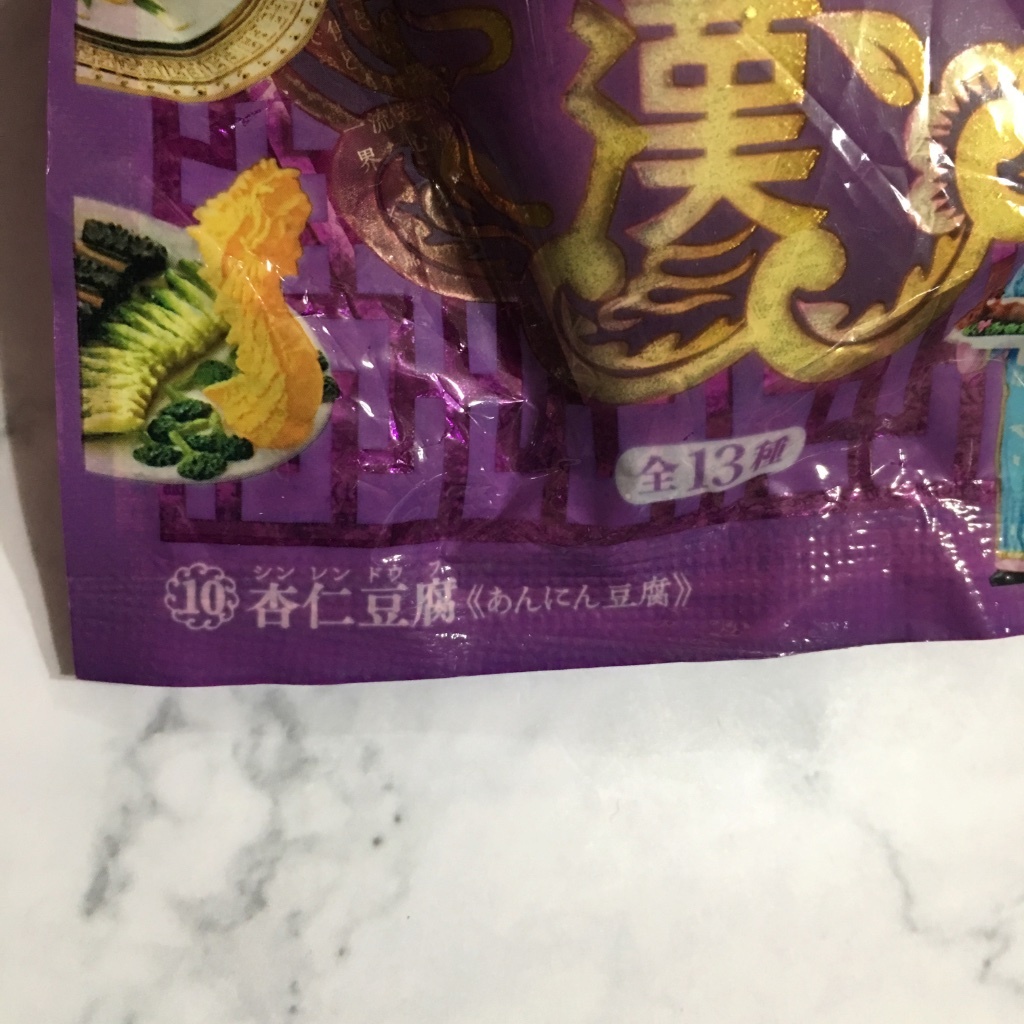 漢
全13種
シン レン ドウ フ
10 杏仁豆腐《あんにん豆腐》